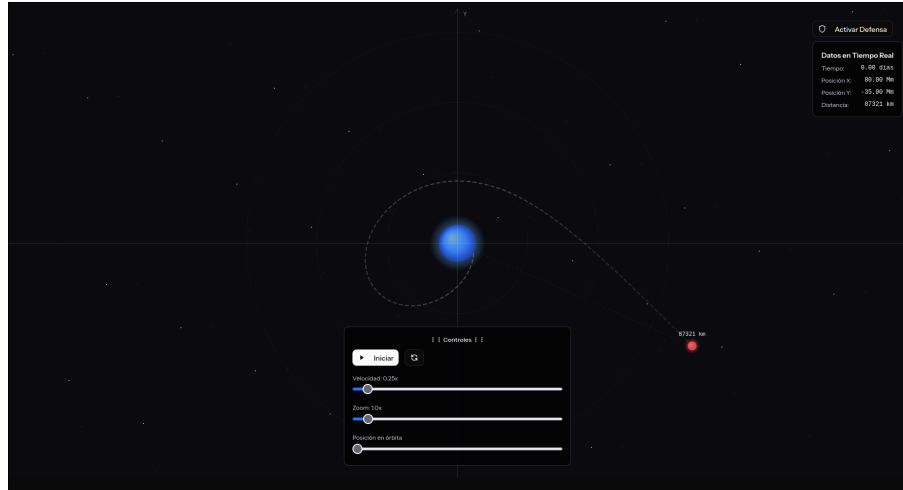 Y
Activar Defensa
Datos en Tiempo Real
Tiempo: 0.00 días
Posición X: 80.00 Mm
Posición Y: -35.00 Mm
Distancia: 87321 km
87321 km
Controles
Iniciar
Velocidad: 0.25x
Zoom: 1.0x
Posición en órbita